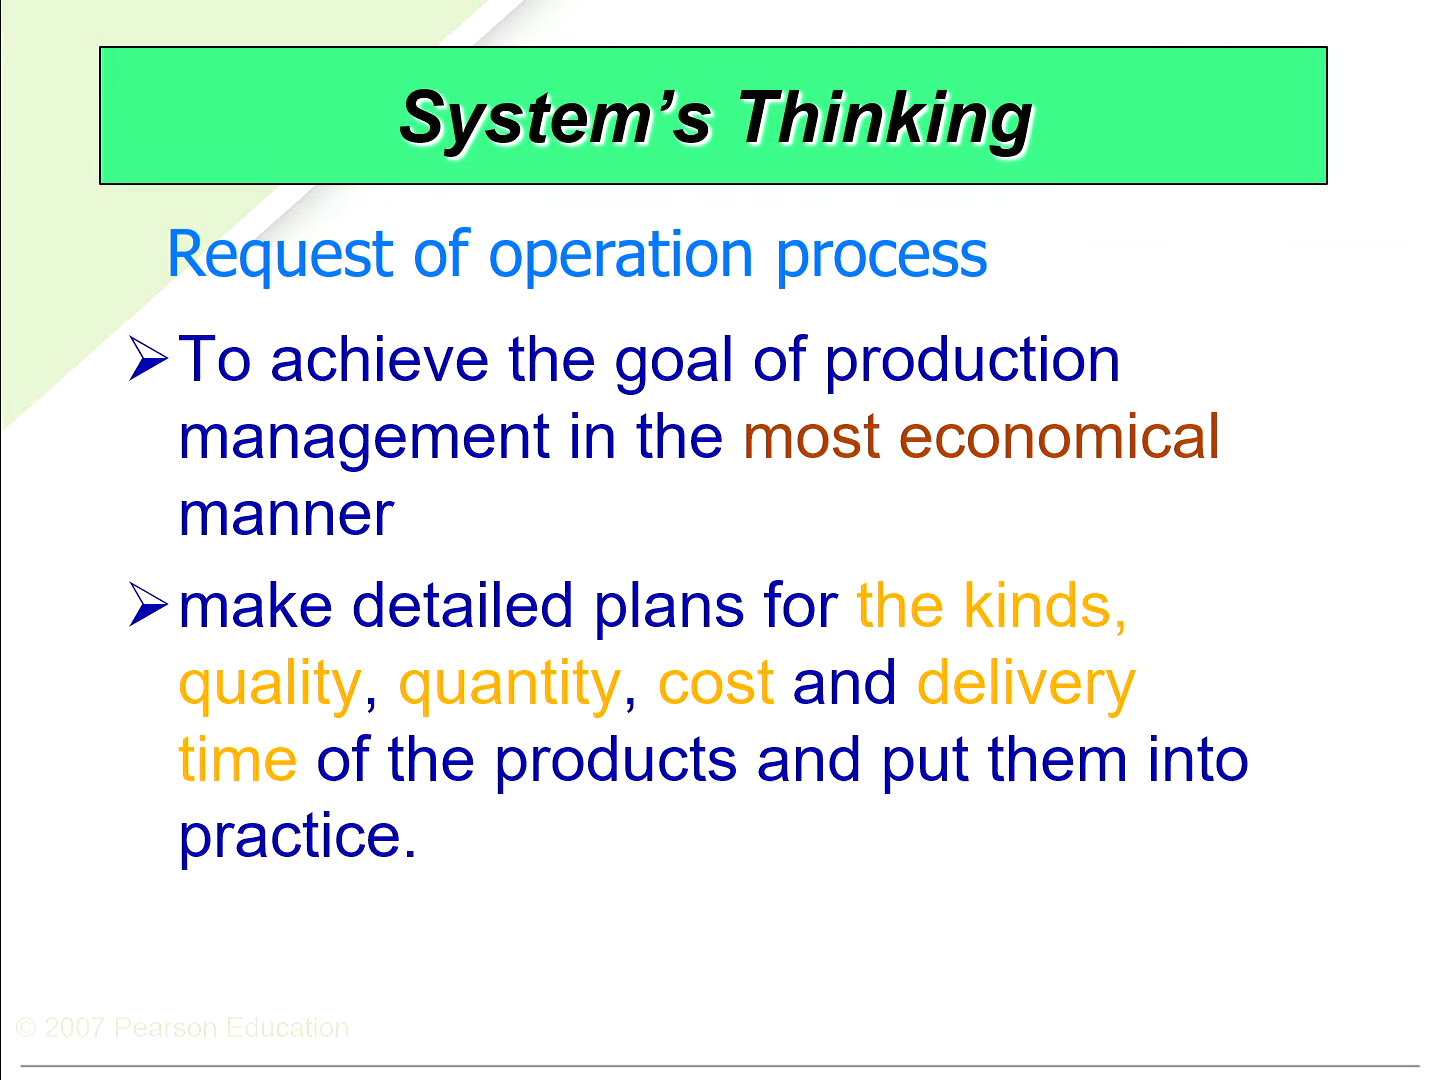 System’s Thinking
Request of operation process
➢To achieve the goal of production
management in the most economical
manner
➢make detailed plans for the kinds,
quality, quantity, cost and delivery
time of the products and put them into
practice.
© 2007 Pearson Education